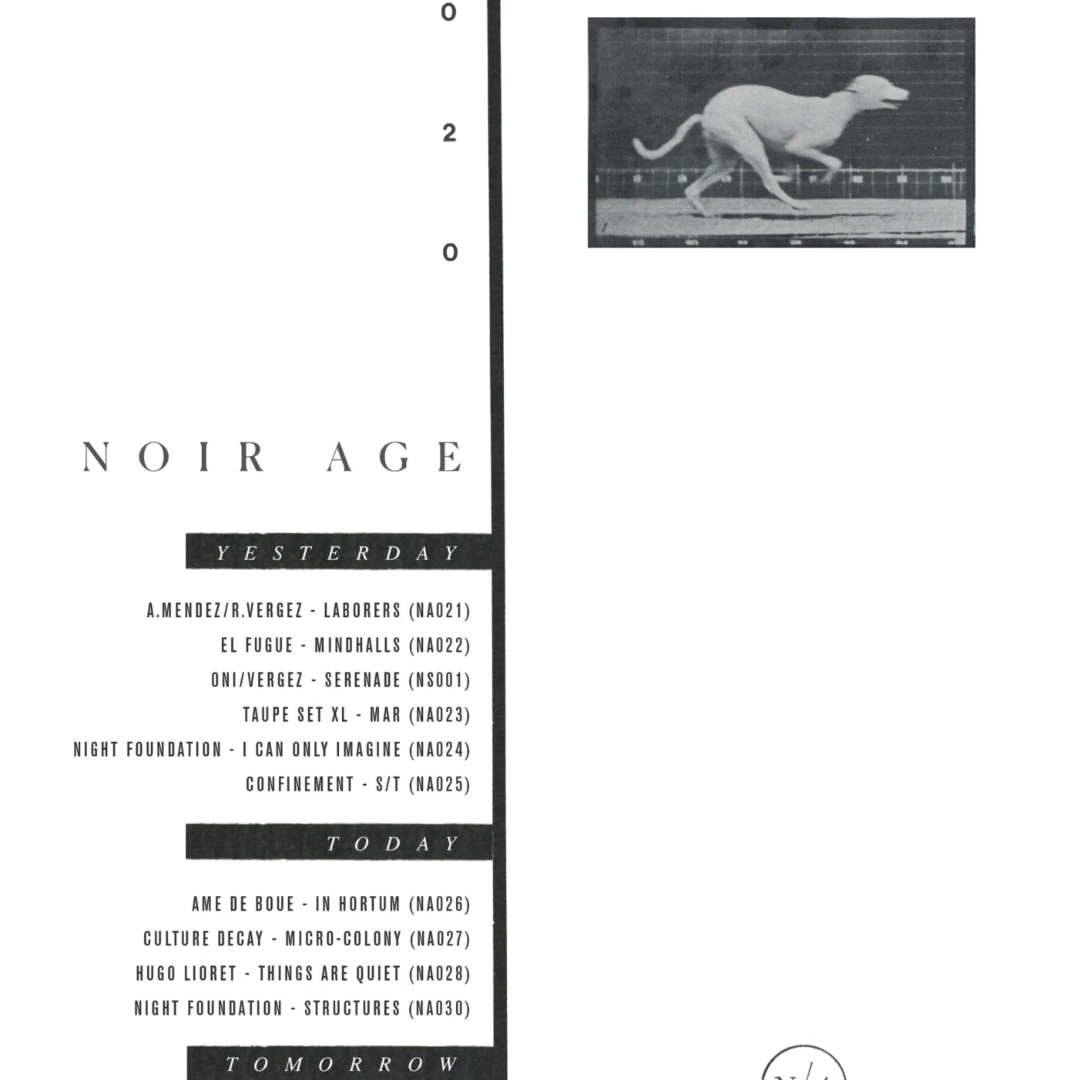 0
2
0
NOIR AGE
YESTERDAY
A.MENDEZ/R.VERGEZ - LABORERS (NA021)
EL FUGUE - MINDHALLS (NA022)
ONI/VERGEZ - SERENADE (NS001)
TAUPE SET XL - MAR (NA023)
NIGHT FOUNDATION - I CAN ONLY IMAGINE (NA024)
CONFINEMENT - S/T (NA025)
TODAY
AME DE BOUE - IN HORTUM (NA026)
CULTURE DECAY - MICRO-COLONY (NA027)
HUGO LIORET - THINGS ARE QUIET (NA028)
NIGHT FOUNDATION - STRUCTURES (NA030)
TOMORROW